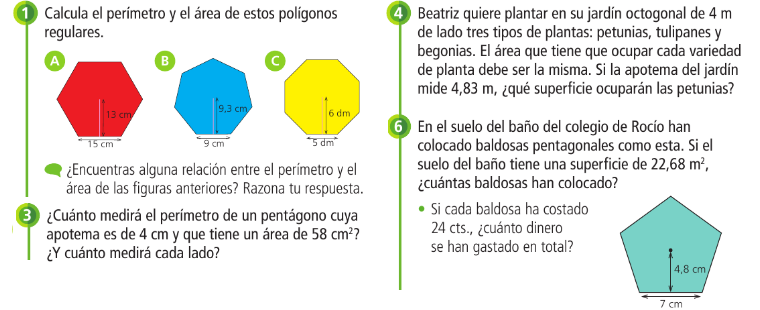 1 Calcula el perímetro y el área de estos polígonos
regulares.
A B C
13 cm 9,3 cm 6 dm
15 cm 9 cm 5 dm
¿Encuentras alguna relación entre el perímetro y el
área de las figuras anteriores? Razona tu respuesta.
3 ¿Cuánto medirá el perímetro de un pentágono cuya
apotema es de 4 cm y que tiene un área de 58 cm²?
¿Y cuánto medirá cada lado?
4 Beatriz quiere plantar en su jardín octogonal de 4 m
de lado tres tipos de plantas: petunias, tulipanes y
begonias. El área que tiene que ocupar cada variedad
de planta debe ser la misma. Si la apotema del jardín
mide 4,83 m, ¿qué superficie ocuparán las petunias?
6 En el suelo del baño del colegio de Rocío han
colocado baldosas pentagonales como esta. Si el
suelo del baño tiene una superficie de 22,68 m²,
¿cuántas baldosas han colocado?
• Si cada baldosa ha costado
24 cts., ¿cuánto dinero
se han gastado en total?
4,8 cm
7 cm